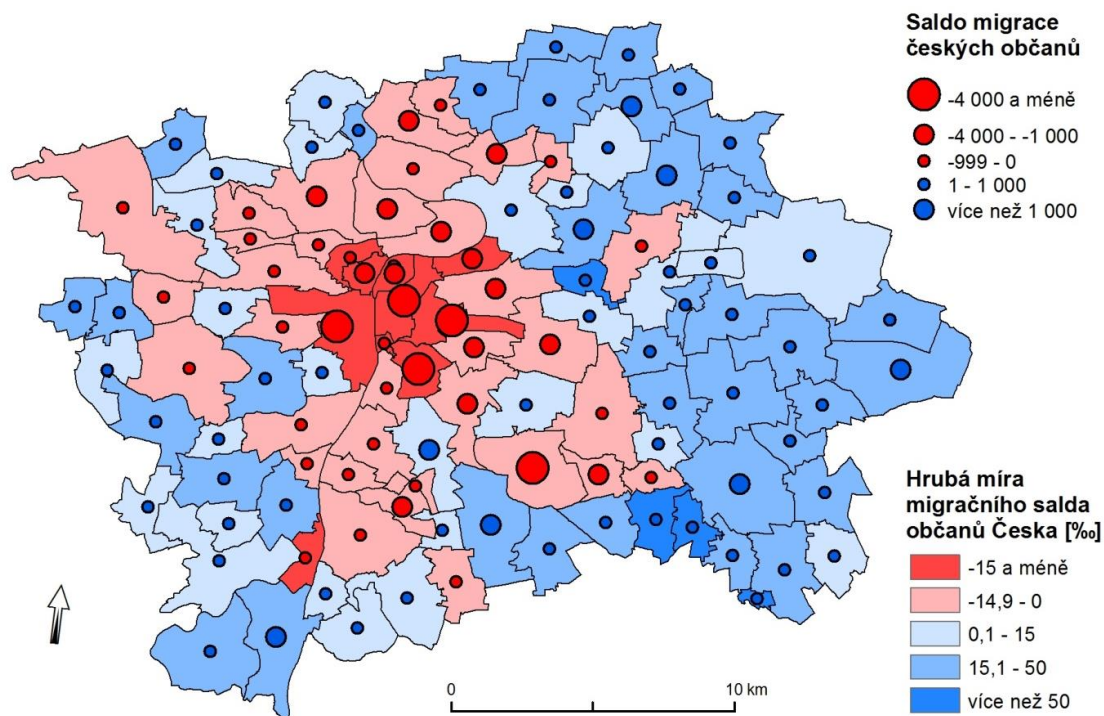 Saldo migrace
českých občanů
-4 000 a méně
-4 000 - -1 000
-999 - 0
1 - 1 000
více než 1 000
Hrubá míra
migračního salda
občanů Česka [‰]
-15 a méně
-14,9 - 0
0,1 - 15
15,1 - 50
více než 50
0 10 km